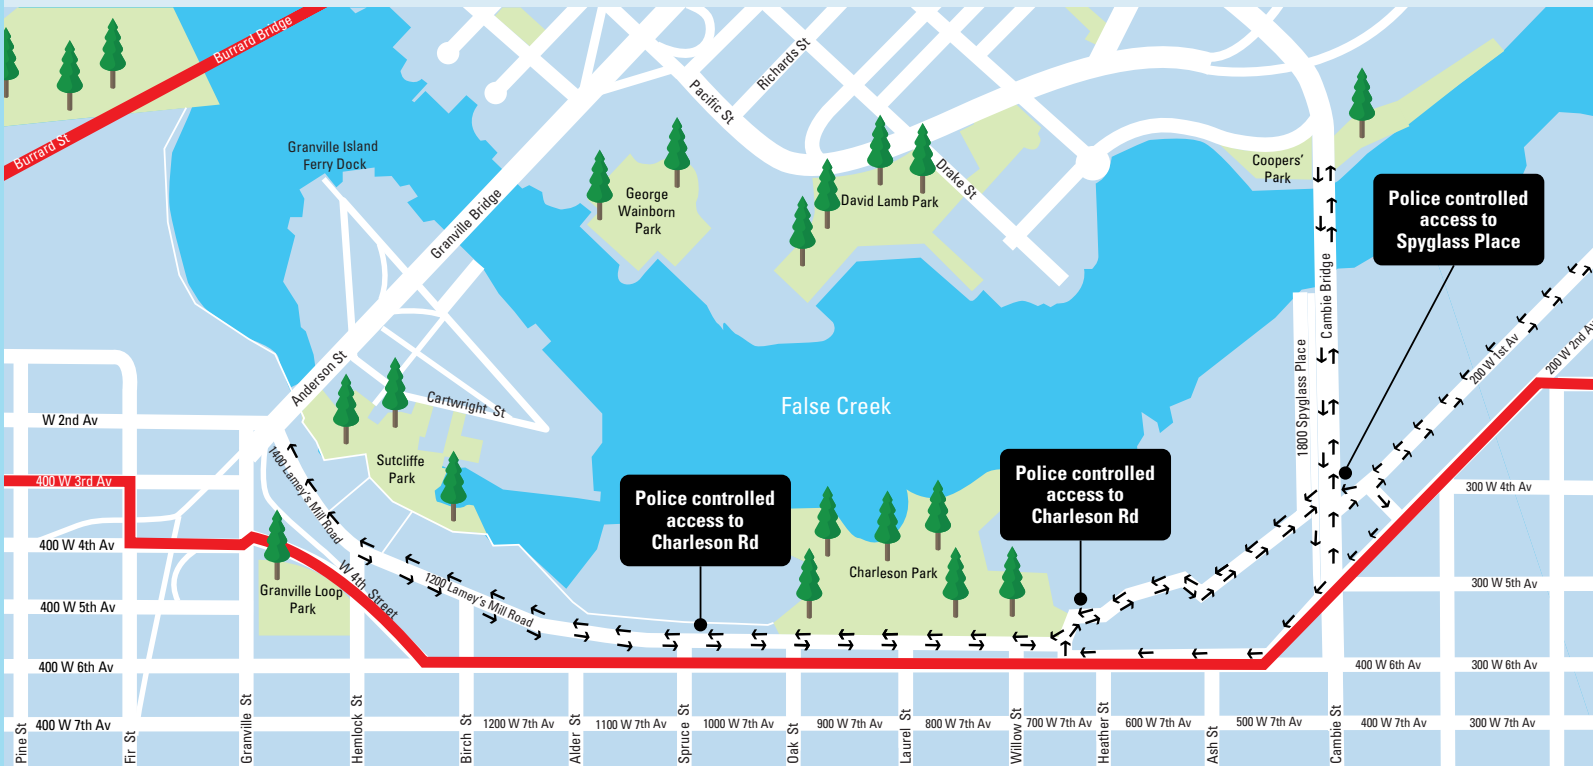 Burrard Bridge
Burrard St
Granville Island
Ferry Dock
Granville Bridge
Pacific St
Richards St
Drake St
George
Wainborn
Park
David Lamb Park
Coopers'
Park
Police controlled
access to
Spyglass Place
Cambie Bridge
1800 Spyglass Place
200 W 1st Av
200 W 2nd Av
False Creek
Anderson St
Cartwright St
Sutcliffe
Park
W 2nd Av
400 W 3rd Av
400 W 4th Av
400 W 5th Av
400 W 6th Av
400 W 7th Av
1400 Lamey's Mill Road
W 4th Street
Granville Loop
Park
1200 Lamey's Mill Road
Police controlled
access to
Charleson Rd
Police controlled
access to
Charleson Rd
Charleson Park
300 W 4th Av
300 W 5th Av
400 W 6th Av
300 W 6th Av
1200 W 7th Av
1100 W 7th Av
1000 W 7th Av
900 W 7th Av
800 W 7th Av
700 W 7th Av
600 W 7th Av
500 W 7th Av
400 W 7th Av
300 W 7th Av
Pine St
Fir St
Granville St
Hemlock St
Birch St
Alder St
Spruce St
Oak St
Laurel St
Willow St
Heather St
Ash St
Cambie St